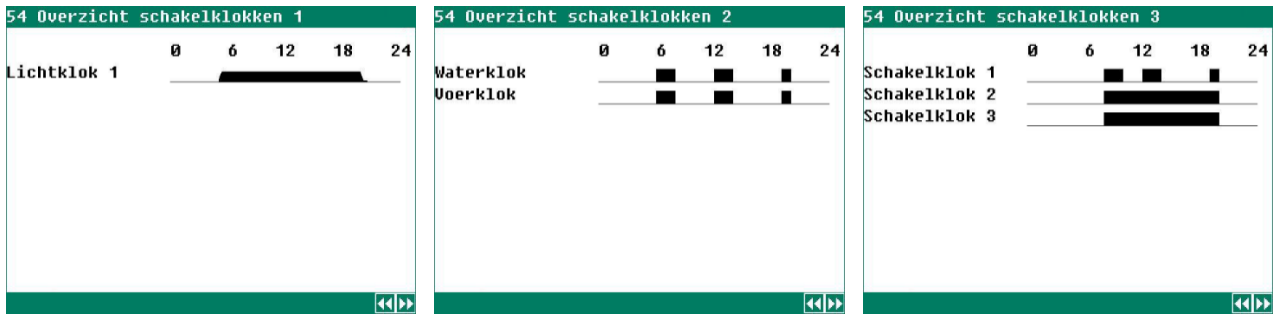 54 Overzicht schakelklokken 1
0 6 12 18 24
Lichtklok 1
54 Overzicht schakelklokken 2
0 6 12 18 24
Waterklok
Voerklok
54 Overzicht schakelklokken 3
0 6 12 18 24
Schakelklok 1
Schakelklok 2
Schakelklok 3